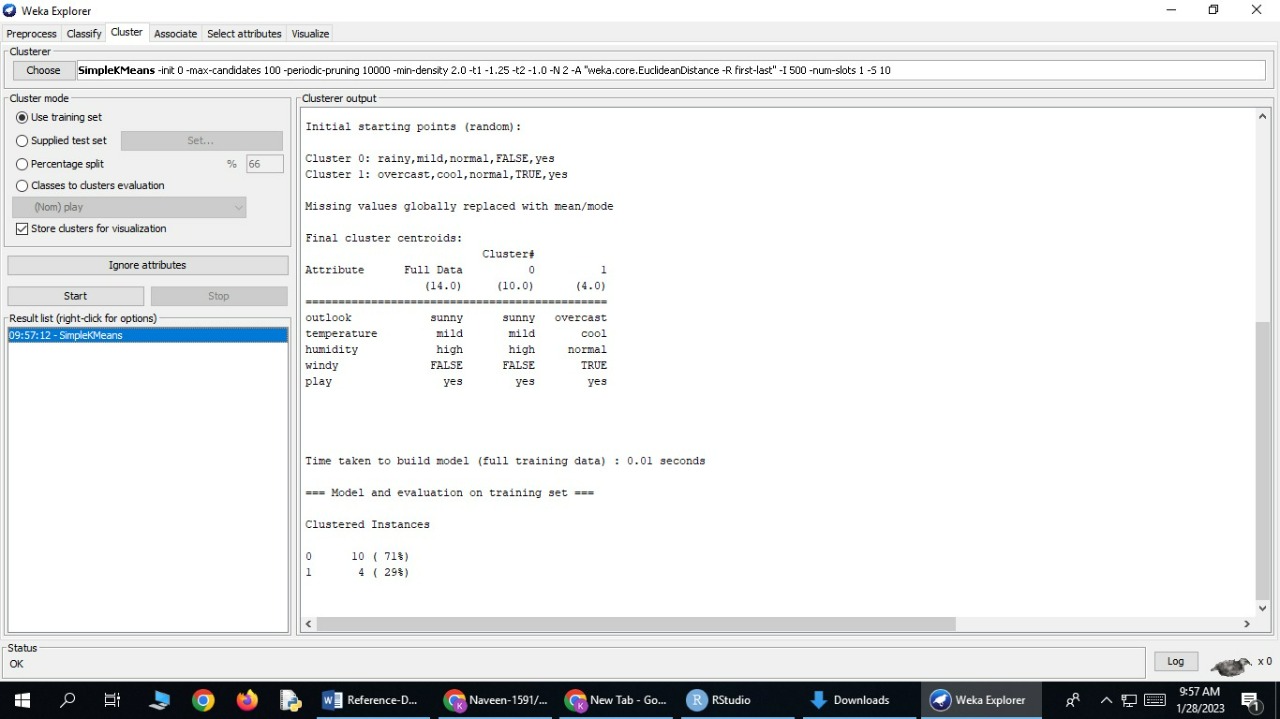 Weka Explorer
Preprocess Classify Cluster Associate Select attributes Visualize
Clusterer
Choose SimpleKMeans -init 0 -max-candidates 100 -periodic-pruning 10000 -min-density 2.0 -t1 -1.25 -t2 -1.0 -N 2 -A "weka.core.EuclideanDistance -R first-last" -I 500 -num-slots 1 -S 10
Cluster mode
Use training set
Supplied test set Set...
Percentage split % 66
Classes to clusters evaluation
(Nom) play
Store clusters for visualization
Ignore attributes
Start Stop
Result list (right-click for options)
09:57:12 - SimpleKMeans
Clusterer output
Initial starting points (random):
Cluster 0: rainy,mild,normal,FALSE,yes
Cluster 1: overcast,cool,normal,TRUE,yes
Missing values globally replaced with mean/mode
Final cluster centroids:
Cluster#
Attribute Full Data 0 1
(14.0) (10.0) (4.0)
==============================================
outlook sunny sunny overcast
temperature mild mild cool
humidity high high normal
windy FALSE FALSE TRUE
play yes yes yes
Time taken to build model (full training data) : 0.01 seconds
=== Model and evaluation on training set ===
Clustered Instances
0 10 ( 71%)
1 4 ( 29%)
Status
OK
Log x 0
Reference-D... Naveen-1591/... New Tab - Go... RStudio Downloads Weka Explorer
9:57 AM
1/28/2023
1